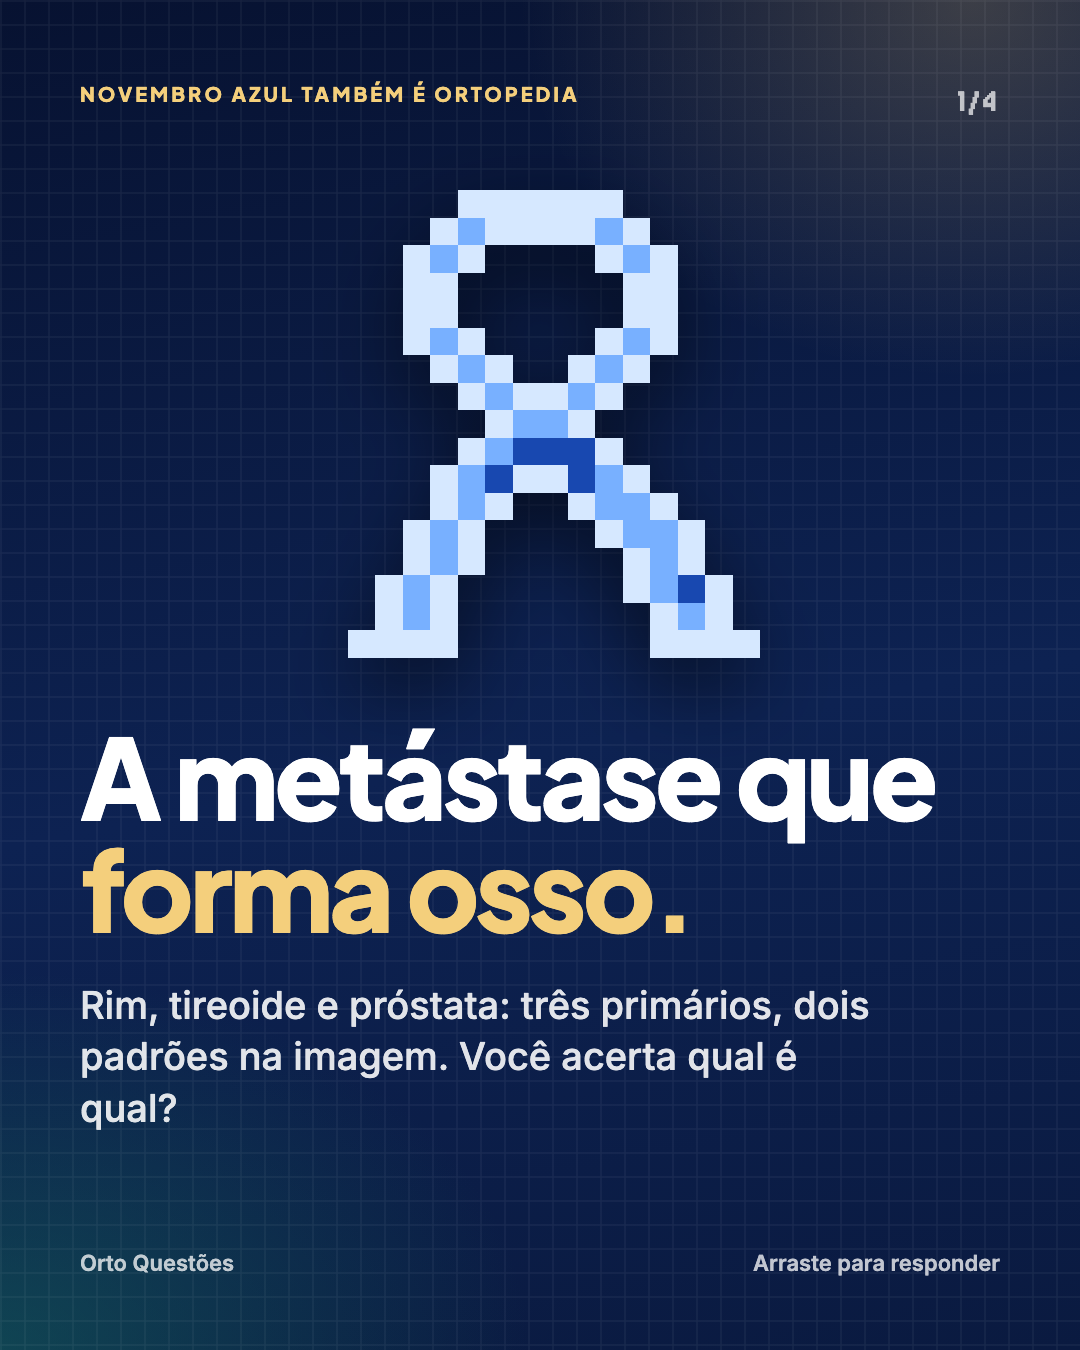 NOVEMBRO AZUL TAMBÉM É ORTOPEDIA
1/4
A metástase que
forma osso.
Rim, tireoide e próstata: três primários, dois
padrões na imagem. Você acerta qual é
qual?
Orto Questões
Arraste para responder